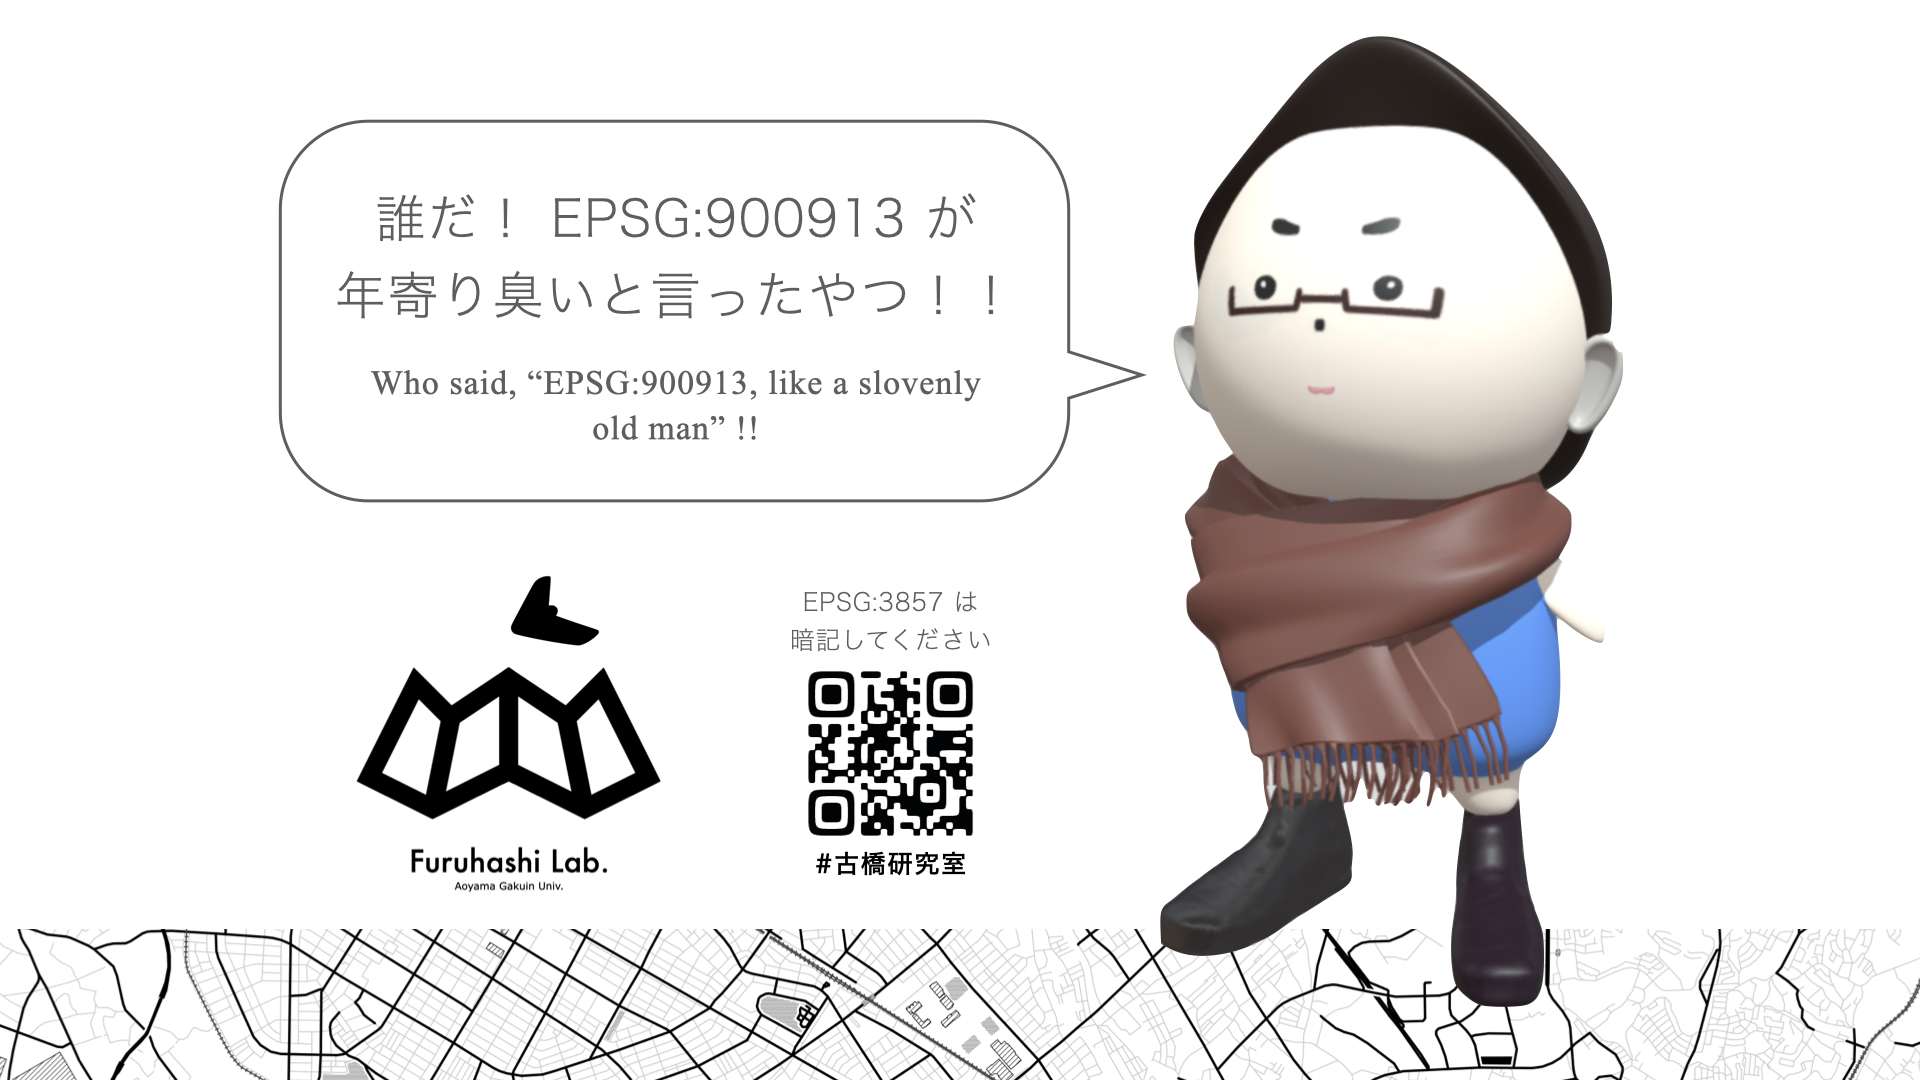 誰だ！ EPSG:900913 が
年寄り臭いと言ったやつ！！
Who said, “EPSG:900913, like a slovenly
old man” !!
EPSG:3857 は
暗記してください
#古橋研究室
Furuhashi Lab.
Aoyama Gakuin Univ.